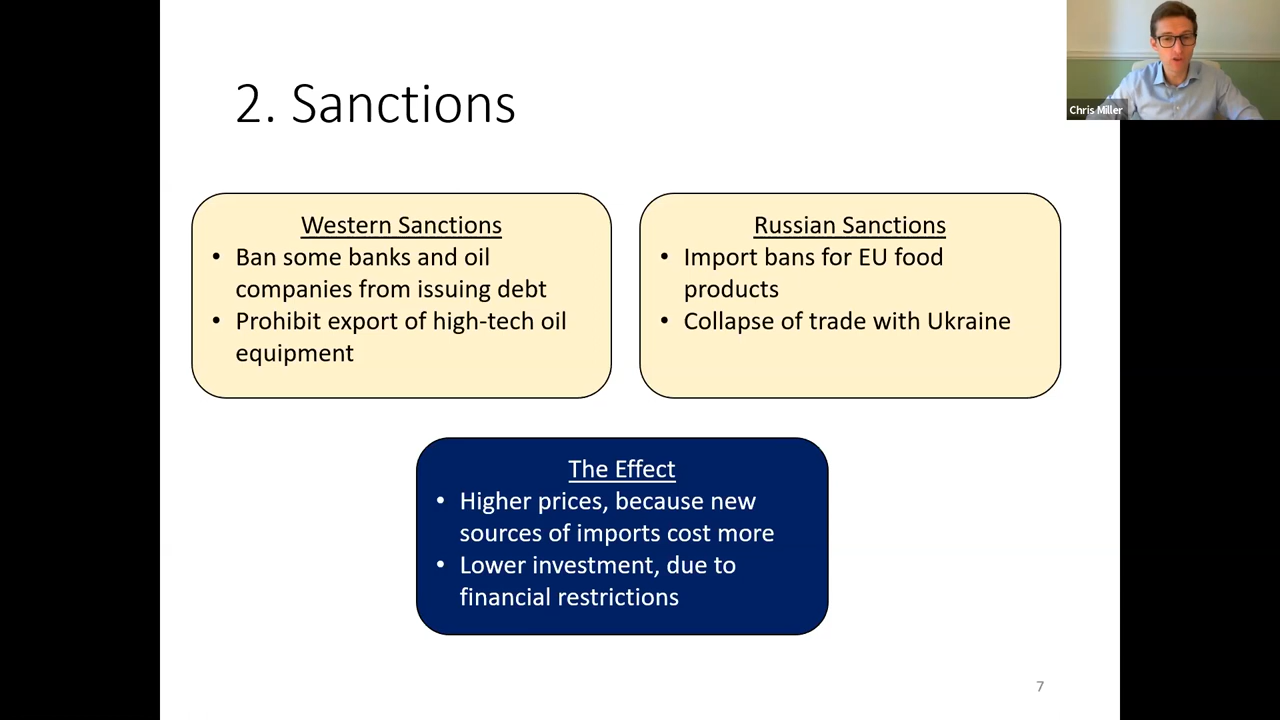 2. Sanctions
Chris Miller
Western Sanctions
• Ban some banks and oil
companies from issuing debt
• Prohibit export of high-tech oil
equipment
Russian Sanctions
• Import bans for EU food
products
• Collapse of trade with Ukraine
The Effect
• Higher prices, because new
sources of imports cost more
• Lower investment, due to
financial restrictions
7